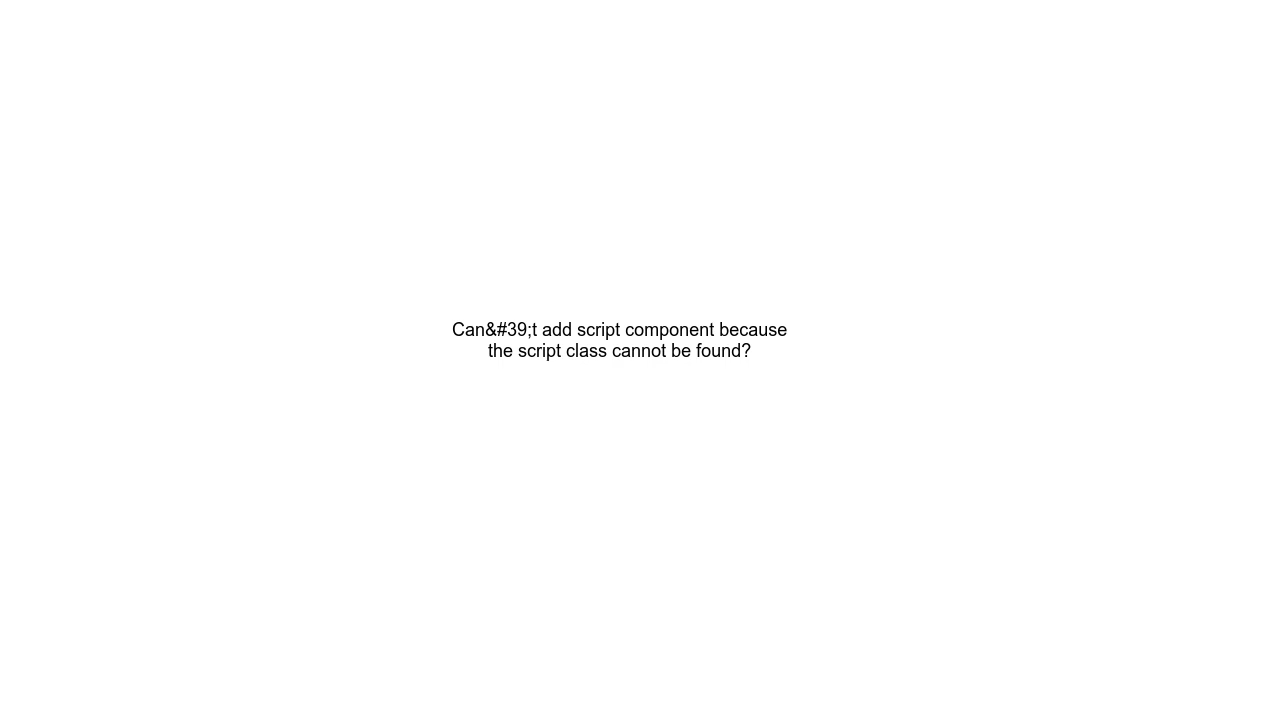 Can&#39;t add script component because
the script class cannot be found?